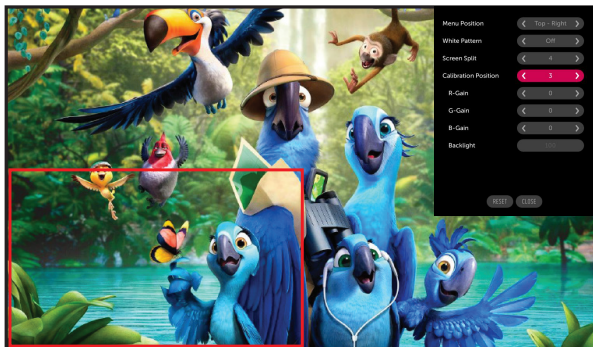 Menu Position
Top - Right
White Pattern
Off
Screen Split
4
Calibration Position
3
R-Gain
0
G-Gain
0
B-Gain
0
Backlight
RESET CLOSE